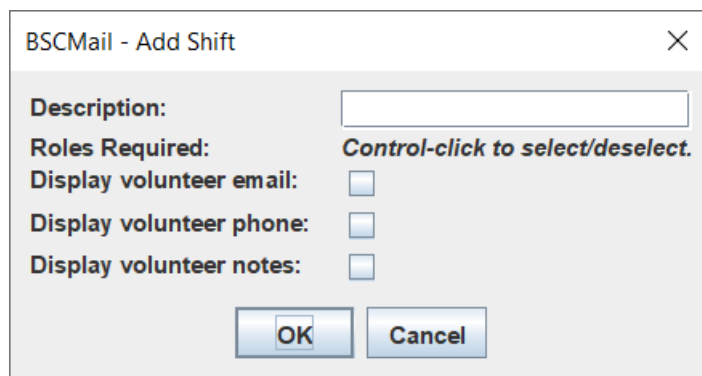 BSCMail - Add Shift
Description:
Roles Required: Control-click to select/deselect.
Display volunteer email:
Display volunteer phone:
Display volunteer notes:
OK Cancel